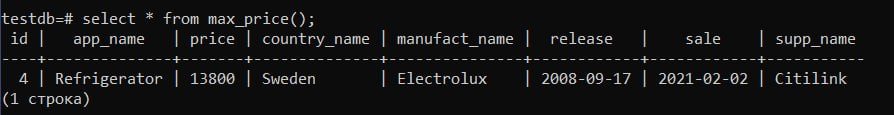 testdb=# select * from max_price();
 id |   app_name   | price | country_name | manufact_name |  release   |    sale    | supp_name
----+--------------+-------+--------------+---------------+------------+------------+-----------
  4 | Refrigerator | 13800 | Sweden       | Electrolux    | 2008-09-17 | 2021-02-02 | Citilink
(1 строка)